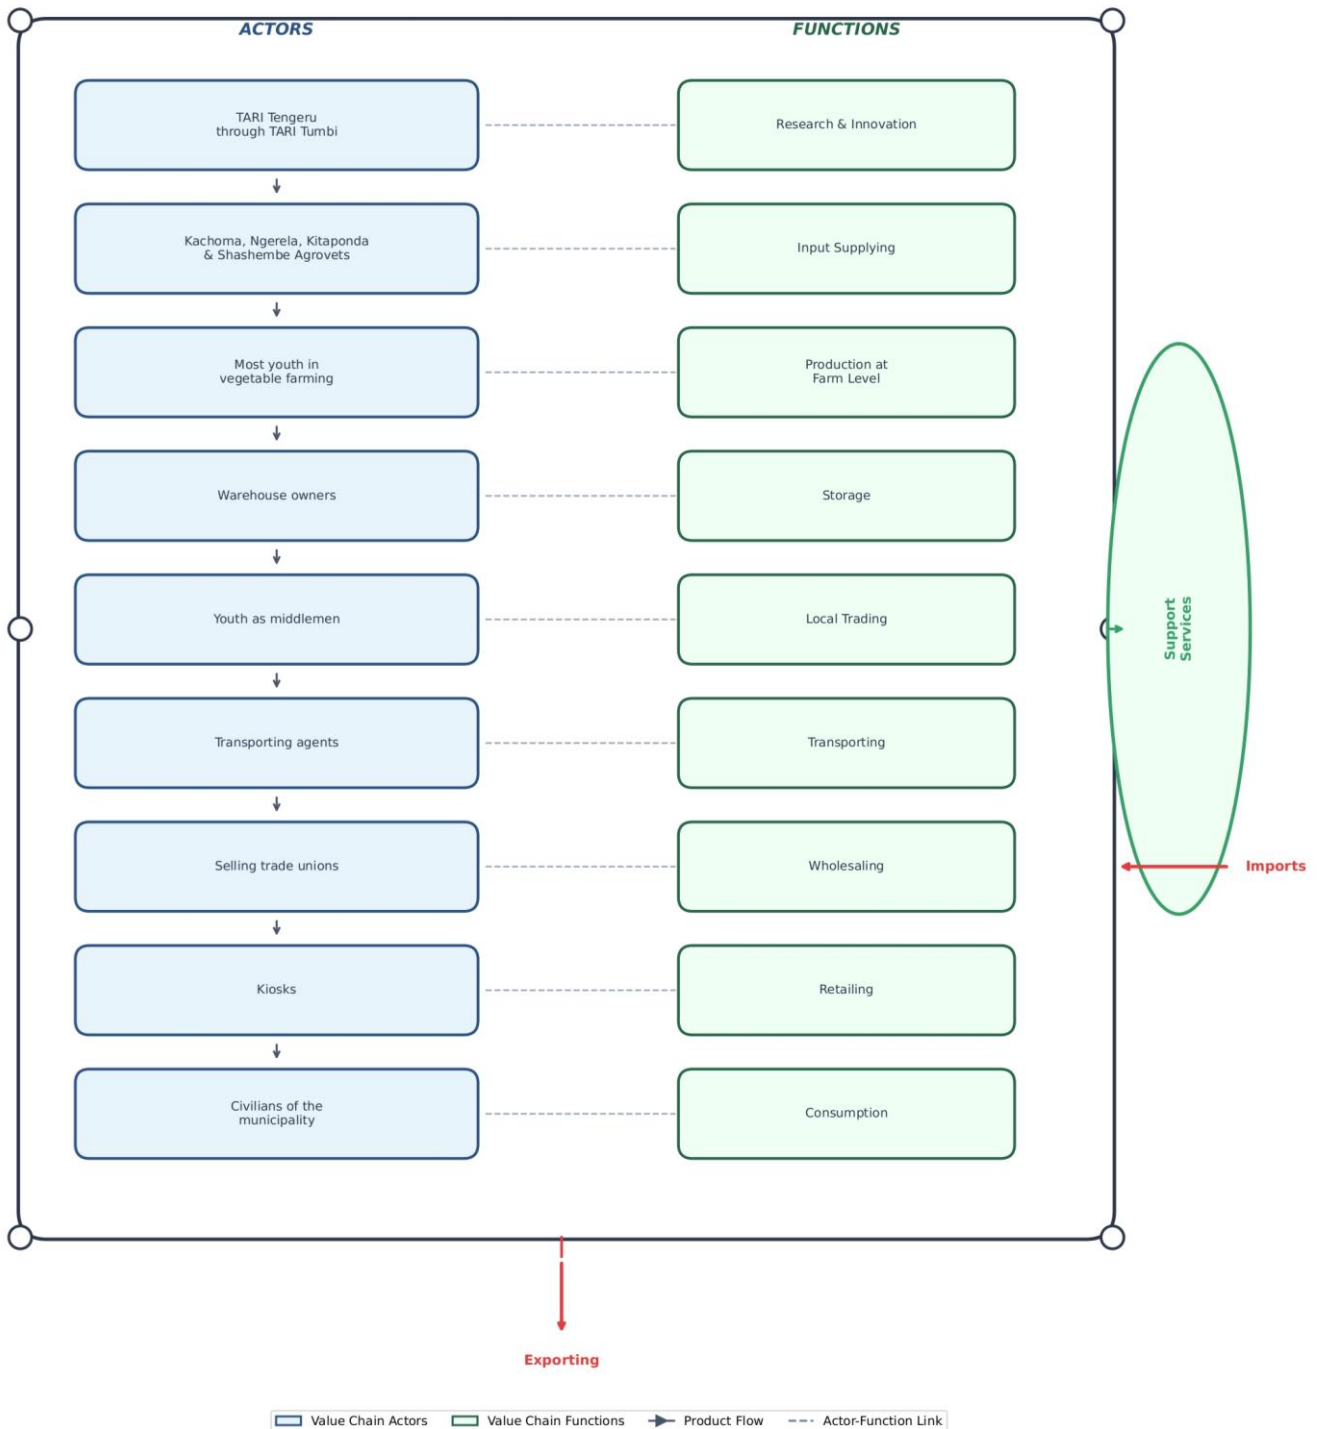 ACTORS
FUNCTIONS
TARI Tengeru
through TARI Tumbi
Research & Innovation
Kachoma, Ngerela, Kitaponda
& Shashembe Agrovets
Input Supplying
Most youth in
vegetable farming
Production at
Farm Level
Warehouse owners
Storage
Youth as middlemen
Local Trading
Support
Services
Transporting agents
Transporting
Selling trade unions
Wholesaling
Imports
Kiosks
Retailing
Civilians of the
municipality
Consumption
Exporting
Value Chain Actors
Value Chain Functions
Product Flow
Actor-Function Link